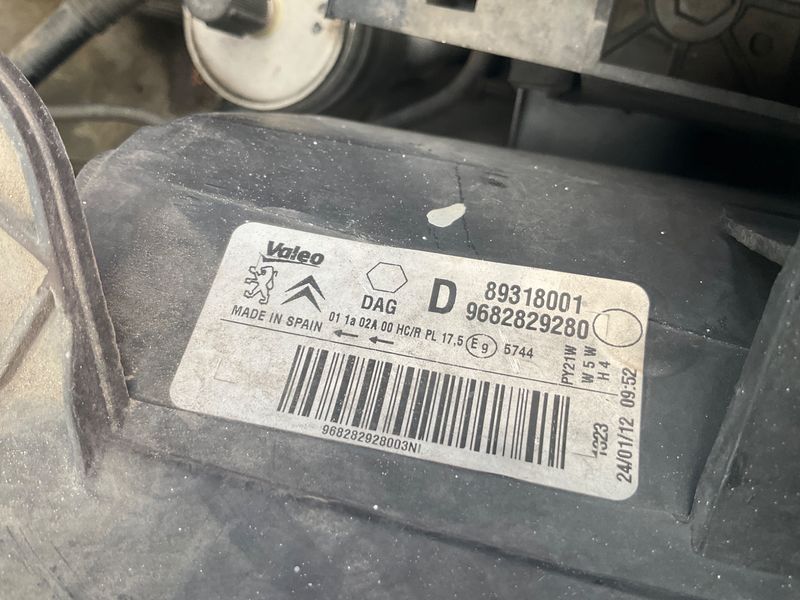 Valeo
DAG
D
89318001
9682829280
MADE IN SPAIN
01 1a 02A 00 HC/R PL 17,5 E9 5744
PY21W
W5W
H4
968282928003NI
1323
24/01/12 09:52